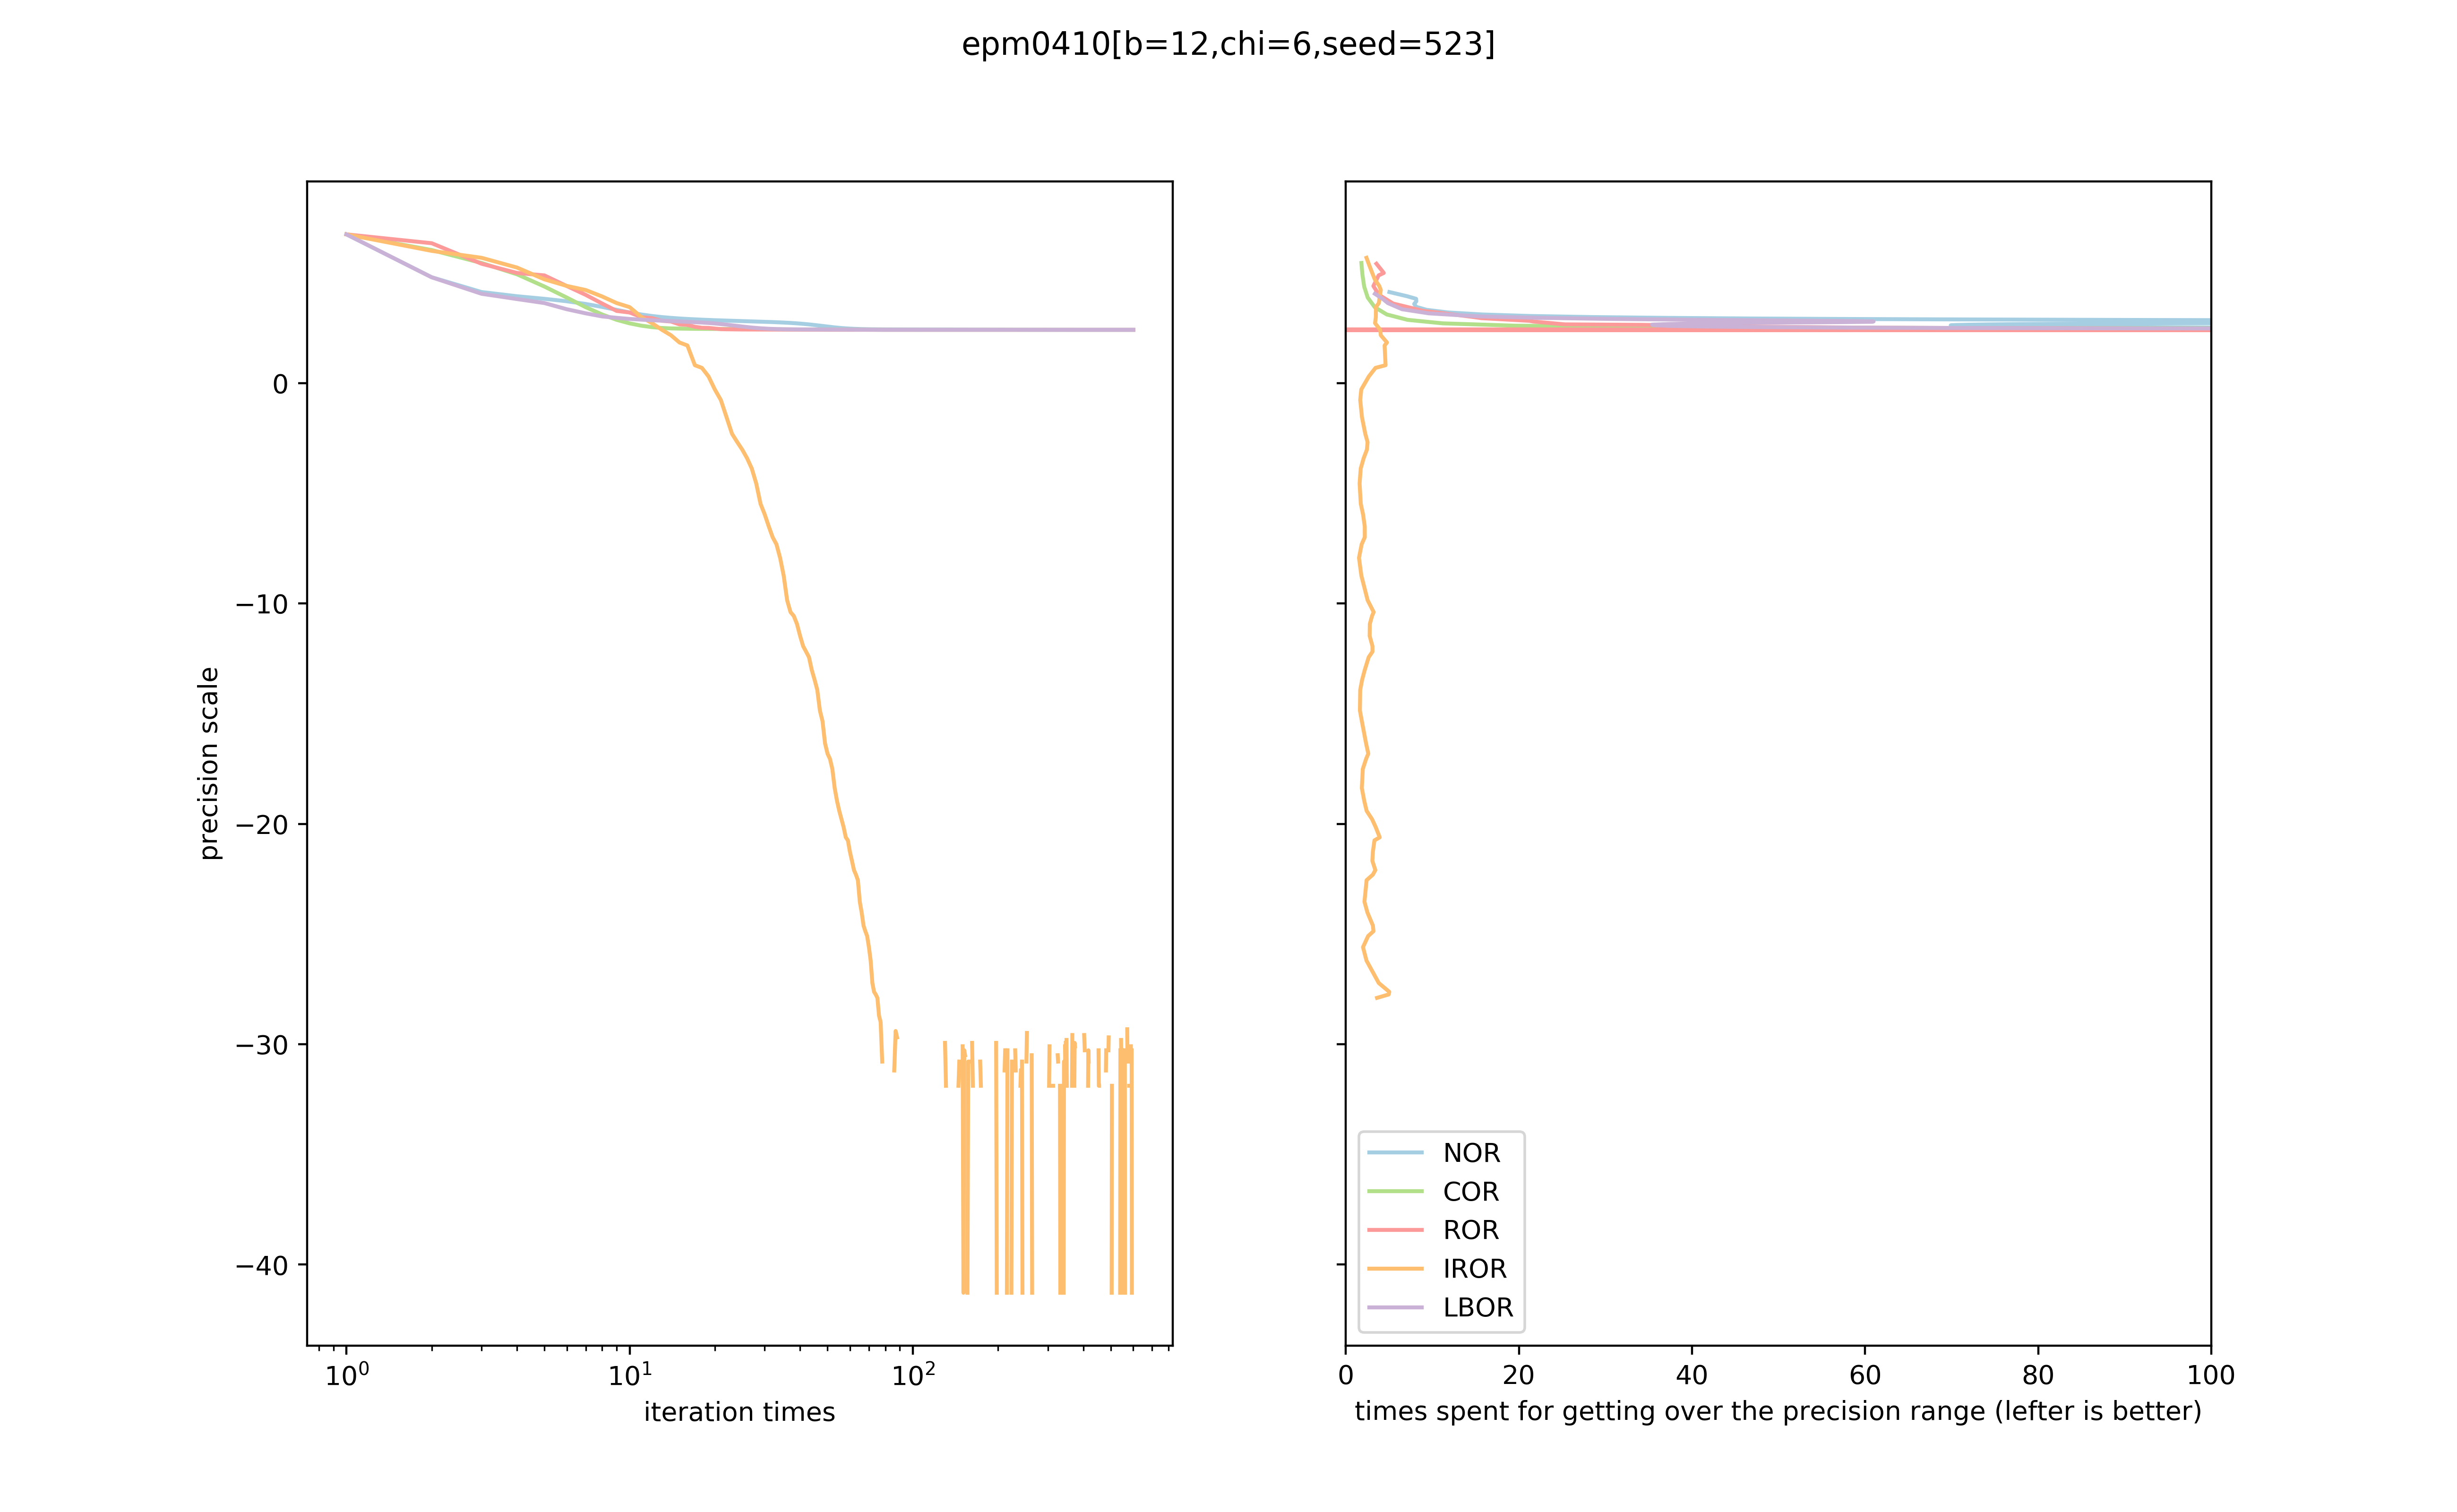 epm0410[b=12,chi=6,seed=523]
precision scale
0
−10
−20
−30
−40
10⁰
10¹
10²
iteration times
NOR
COR
ROR
IROR
LBOR
0
20
40
60
80
100
times spent for getting over the precision range (lefter is better)